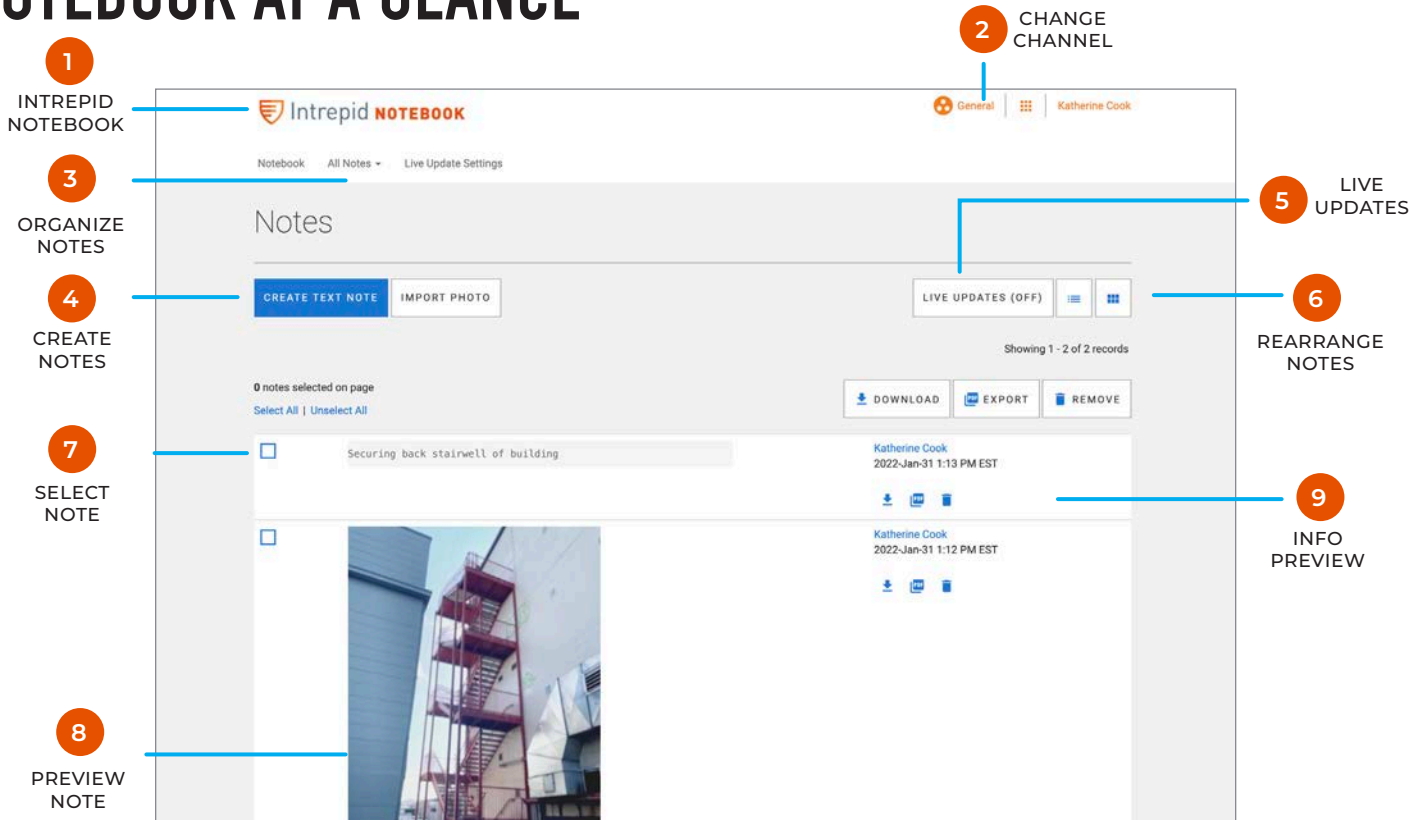 NOTEBOOK AT A GLANCE
2
CHANGE
CHANNEL
1
INTREPID
NOTEBOOK
Intrepid NOTEBOOK
General
Katherine Cook
Notebook All Notes Live Update Settings
3
ORGANIZE
NOTES
5
LIVE
UPDATES
Notes
4
CREATE
NOTES
CREATE TEXT NOTE IMPORT PHOTO
LIVE UPDATES (OFF)
6
REARRANGE
NOTES
Showing 1 - 2 of 2 records
0 notes selected on page
Select All | Unselect All
DOWNLOAD PDF EXPORT REMOVE
7
SELECT
NOTE
Securing back stairwell of building
Katherine Cook
2022-Jan-31 1:13 PM EST
PDF
9
INFO
PREVIEW
Katherine Cook
2022-Jan-31 1:12 PM EST
PDF
8
PREVIEW
NOTE